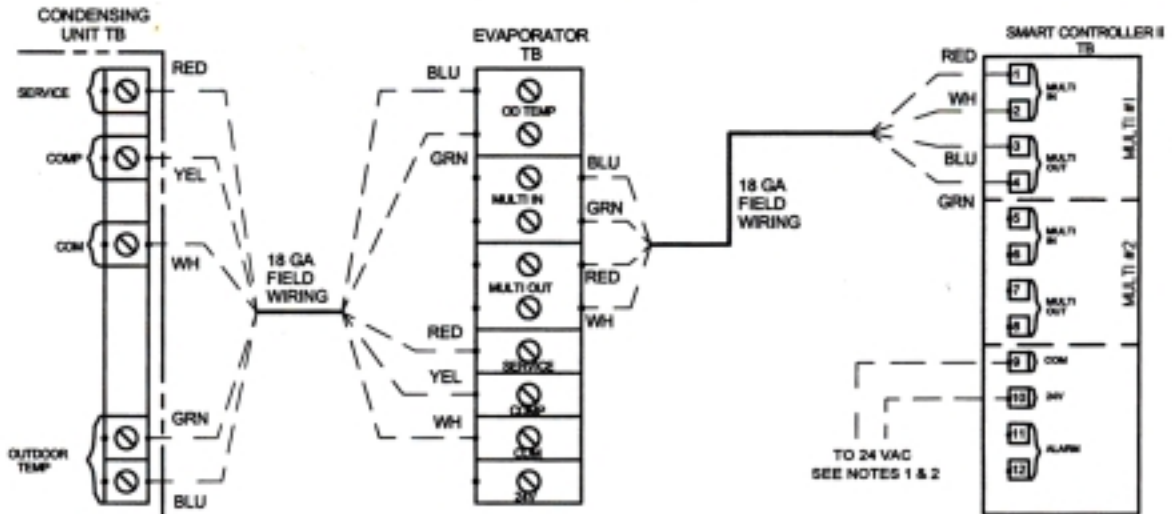 CONDENSING
UNIT TB
RED
SERVICE
COMP
YEL
COM
WH
18 GA
FIELD
WIRING
GRN
OUTDOOR
TEMP
BLU
EVAPORATOR
TB
BLU
OD TEMP
GRN
MULTI IN
BLU
GRN
MULTI OUT
RED
WH
RED
SERVICE
YEL
COMP
WH
COM
24V
18 GA
FIELD
WIRING
SMART CONTROLLER II
TB
RED
1
MULTI
IN
WH
2
MULTI #1
3
MULTI
OUT
BLU
4
GRN
5
MULTI
IN
6
MULTI #2
7
MULTI
OUT
8
9
COM
10
24V
11
ALARM
12
TO 24 VAC
SEE NOTES 1 & 2